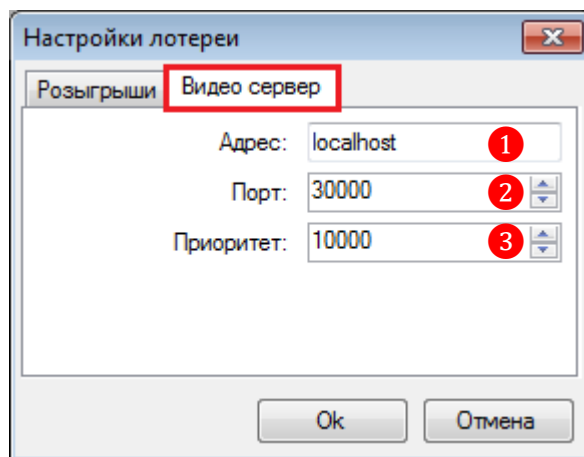 Настройки лотереи
Розыгрыши Видео сервер
Адрес: localhost 1
Порт: 30000 2
Приоритет: 10000 3
Ok Отмена